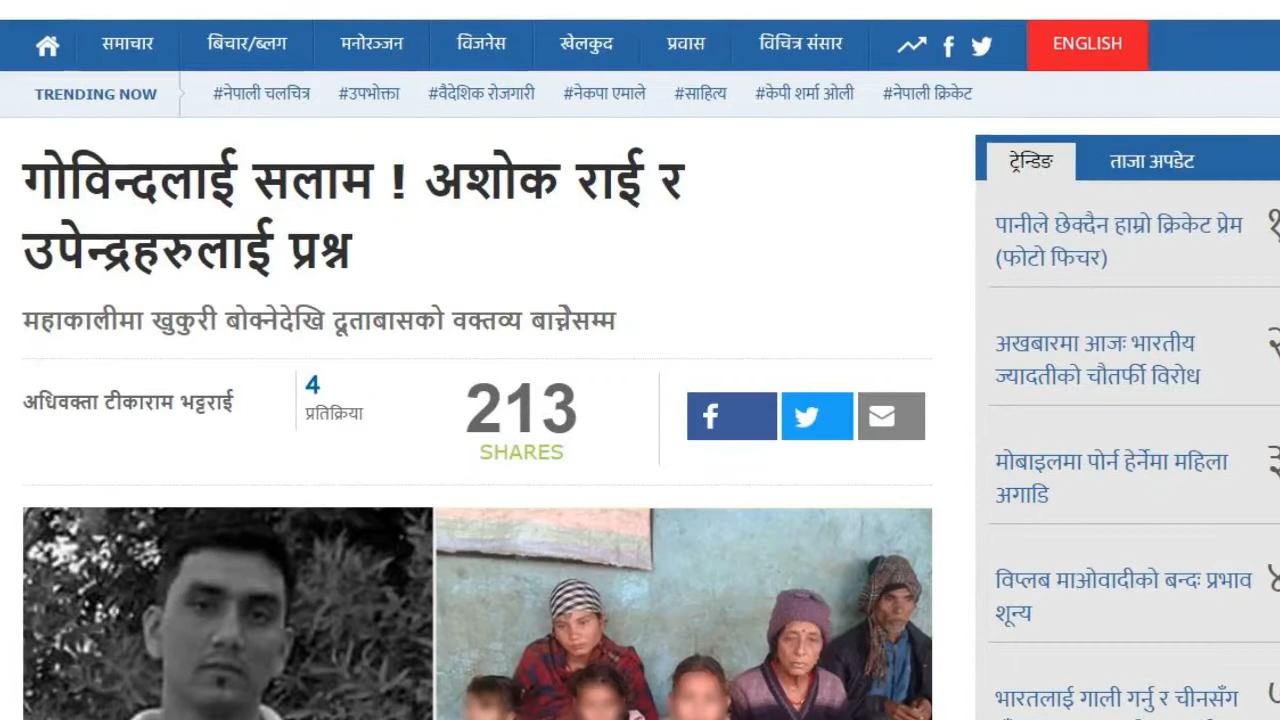 समाचार बिचार/ब्लग मनोरञ्जन विजनेस खेलकुद प्रवास विचित्र संसार ENGLISH
TRENDING NOW #नेपाली चलचित्र #उपभोक्ता #वैदेशिक रोजगारी #नेकपा एमाले #साहित्य #केपी शर्मा ओली #नेपाली क्रिकेट
गोविन्दलाई सलाम ! अशोक राई र
उपेन्द्रहरुलाई प्रश्न
महाकालीमा खुकुरी बोक्नेदेखि दूताबासको वक्तव्य बाच्नेसम्म
अधिवक्ता टीकाराम भट्टराई
4
प्रतिक्रिया
213
SHARES
ट्रेन्डिङ ताजा अपडेट
पानीले छेक्दैन हाम्रो क्रिकेट प्रेम
(फोटो फिचर)
अखबारमा आजः भारतीय
ज्यादतीको चौतर्फी विरोध
मोबाइलमा पोर्न हेर्नेमा महिला
अगाडि
विप्लब माओवादीको बन्दः प्रभाव
शून्य
भारतलाई गाली गर्नु र चीनसँग